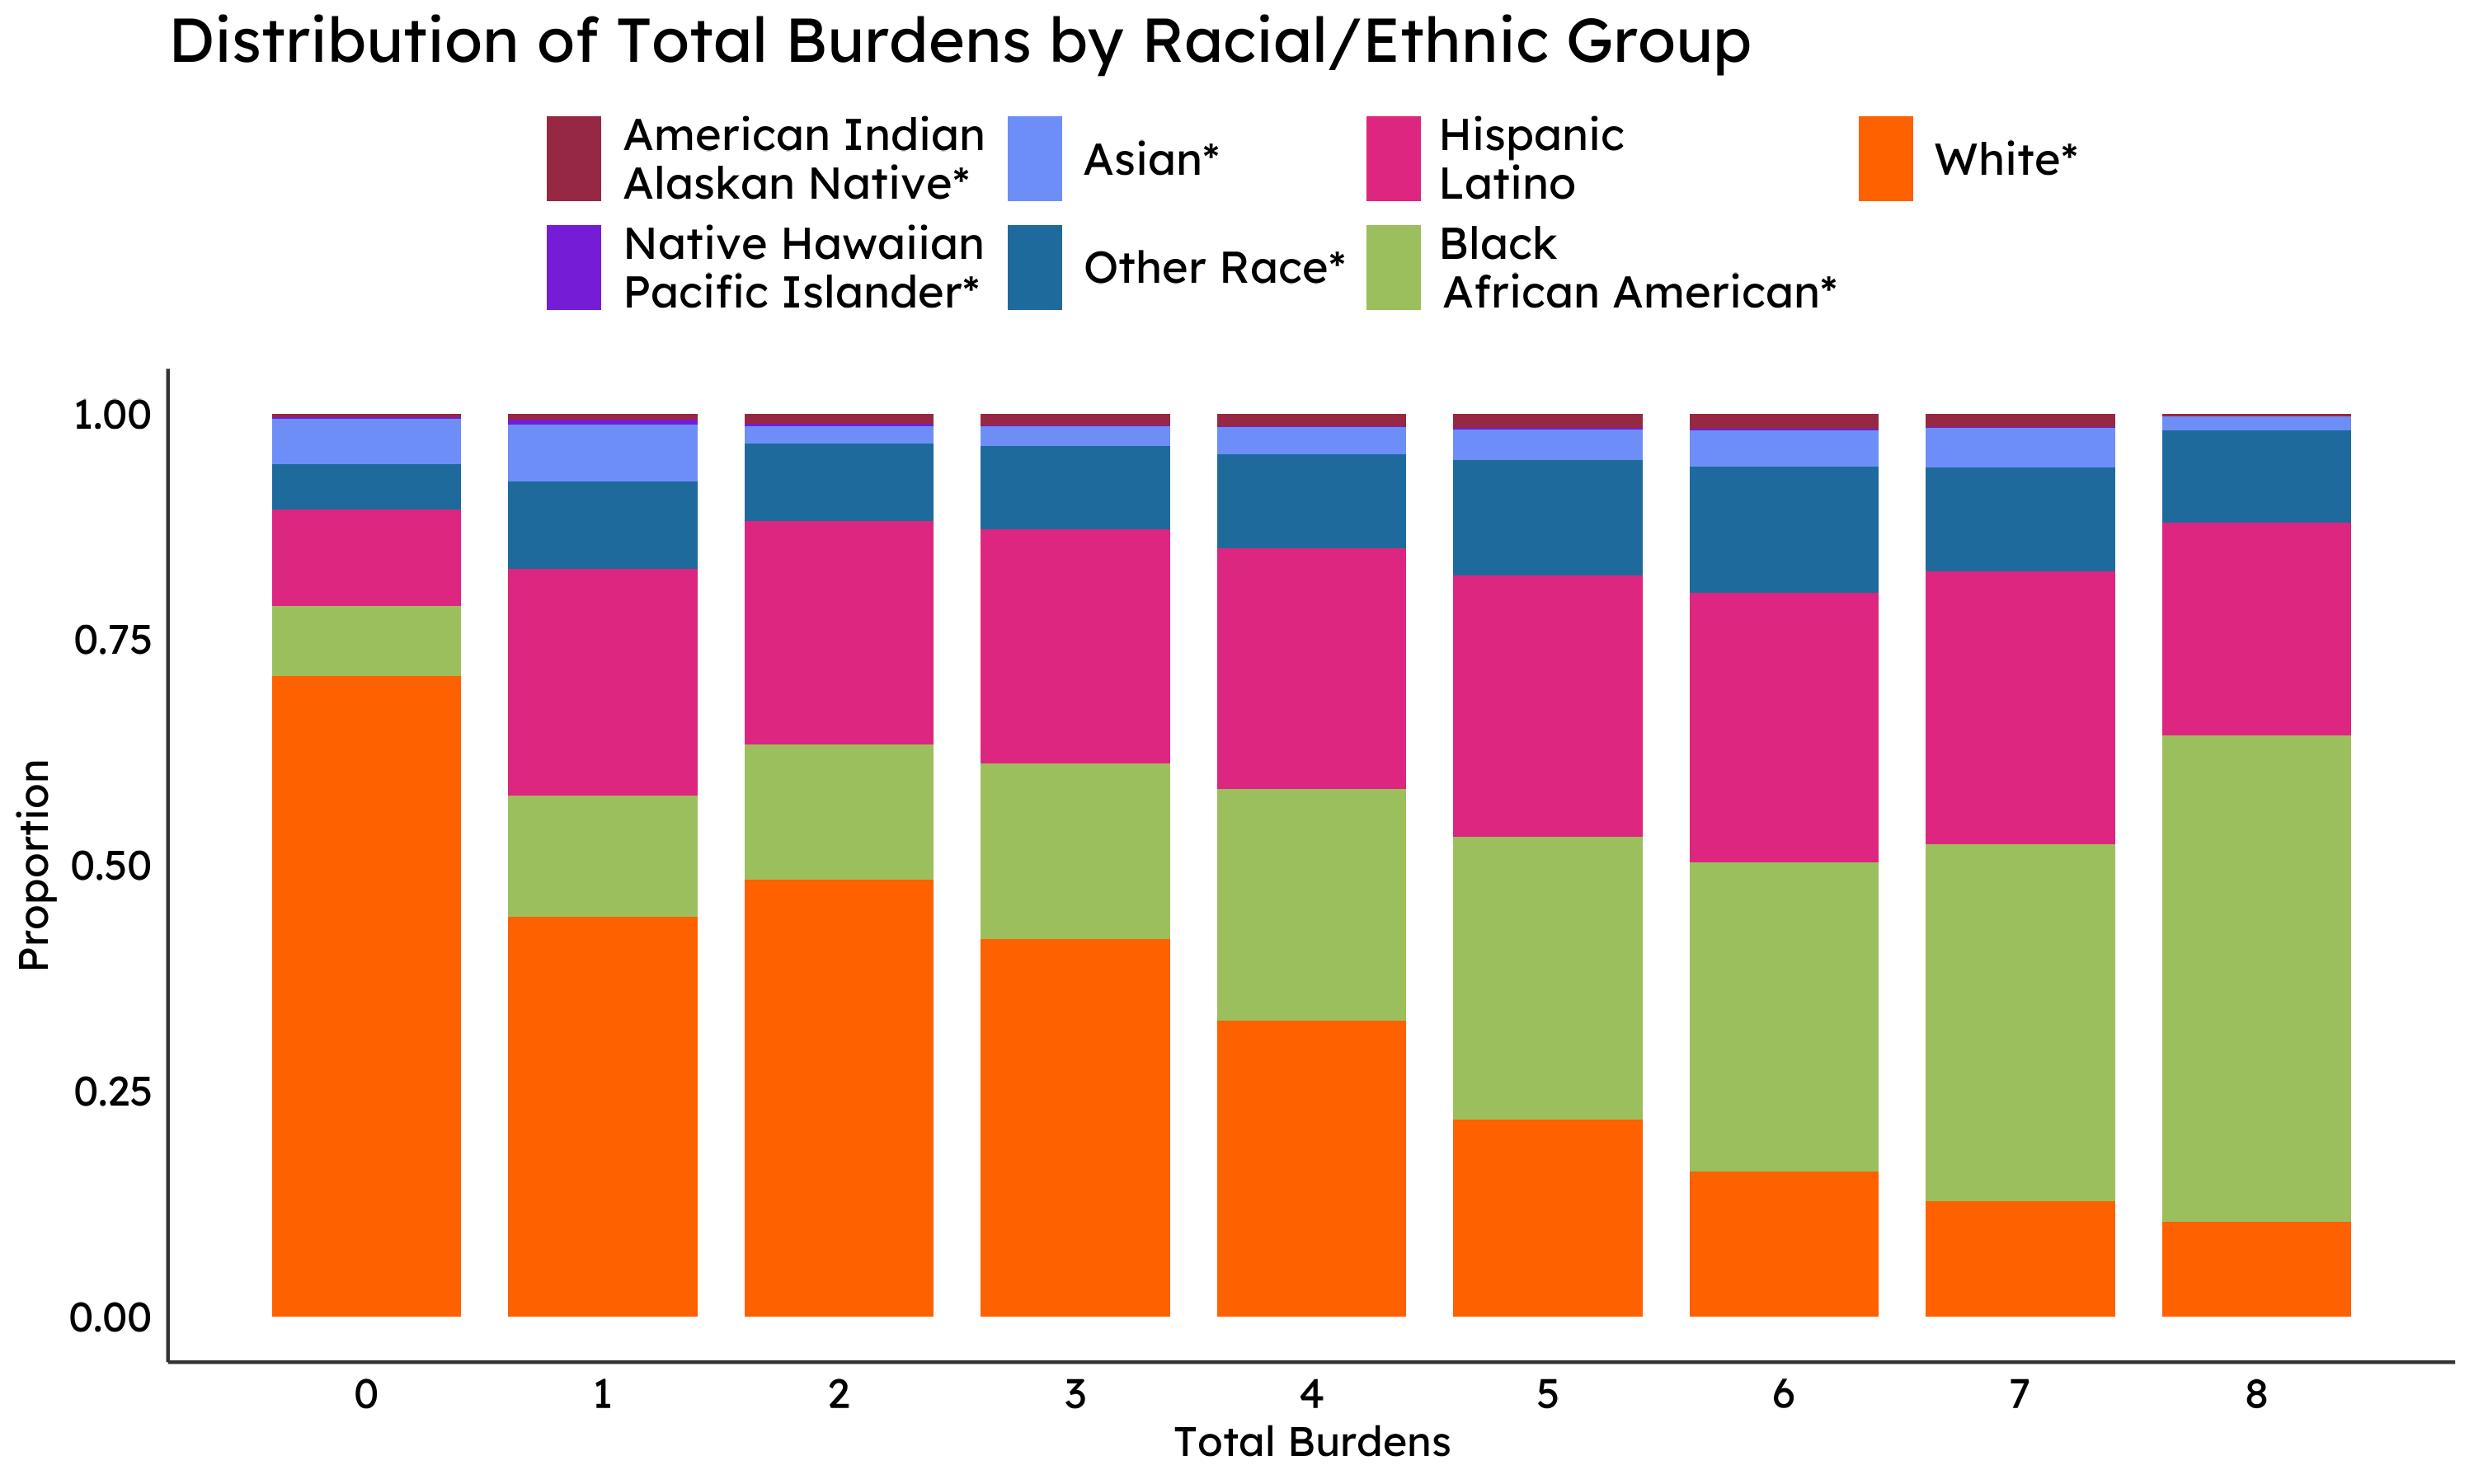 Distribution of Total Burdens by Racial/Ethnic Group
American Indian
Alaskan Native*
Asian*
Hispanic
Latino
White*
Native Hawaiian
Pacific Islander*
Other Race*
Black
African American*
1.00
0.75
0.50
0.25
0.00
Proportion
0 1 2 3 4 5 6 7 8
Total Burdens